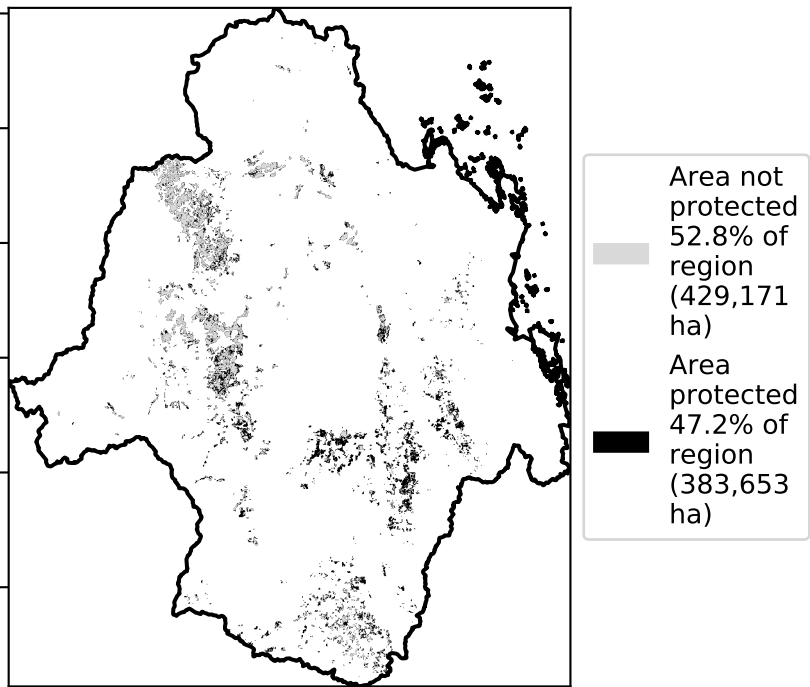 Area not
protected
52.8% of
region
(429,171
ha)
Area
protected
47.2% of
region
(383,653
ha)